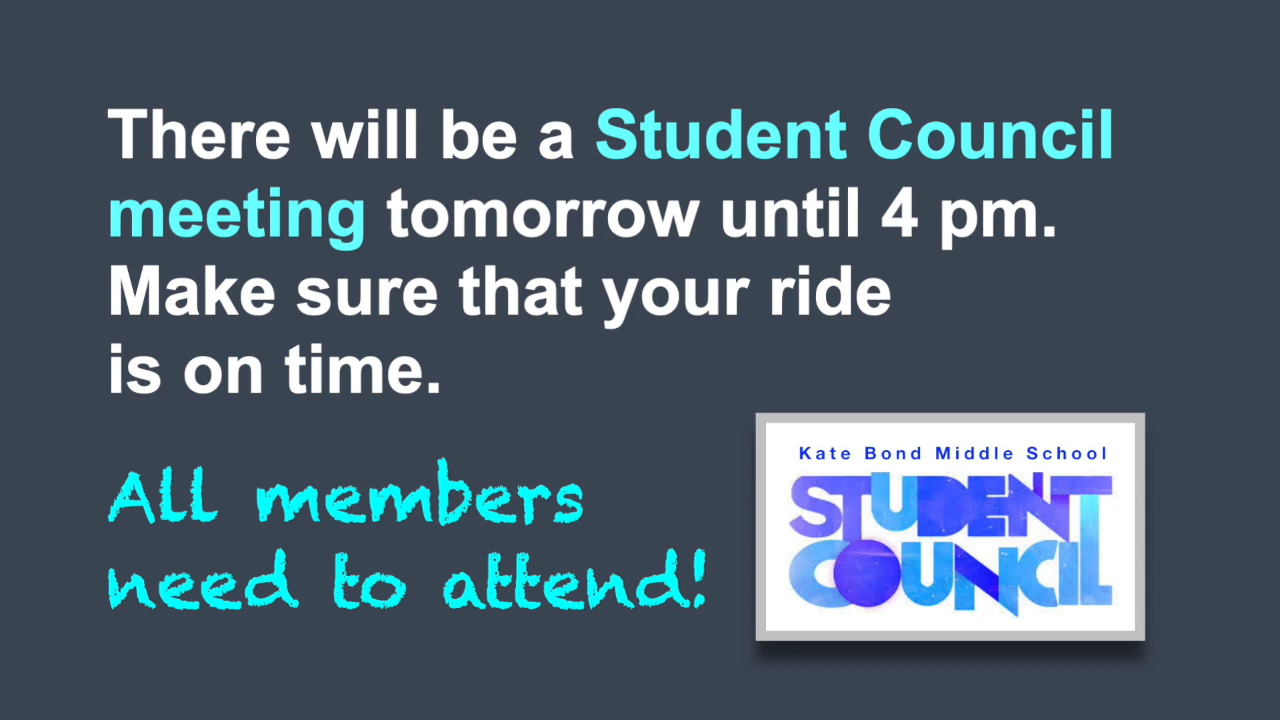 There will be a Student Council
meeting tomorrow until 4 pm.
Make sure that your ride
is on time.
All members
need to attend!
Kate Bond Middle School
STUDENT
COUNCIL